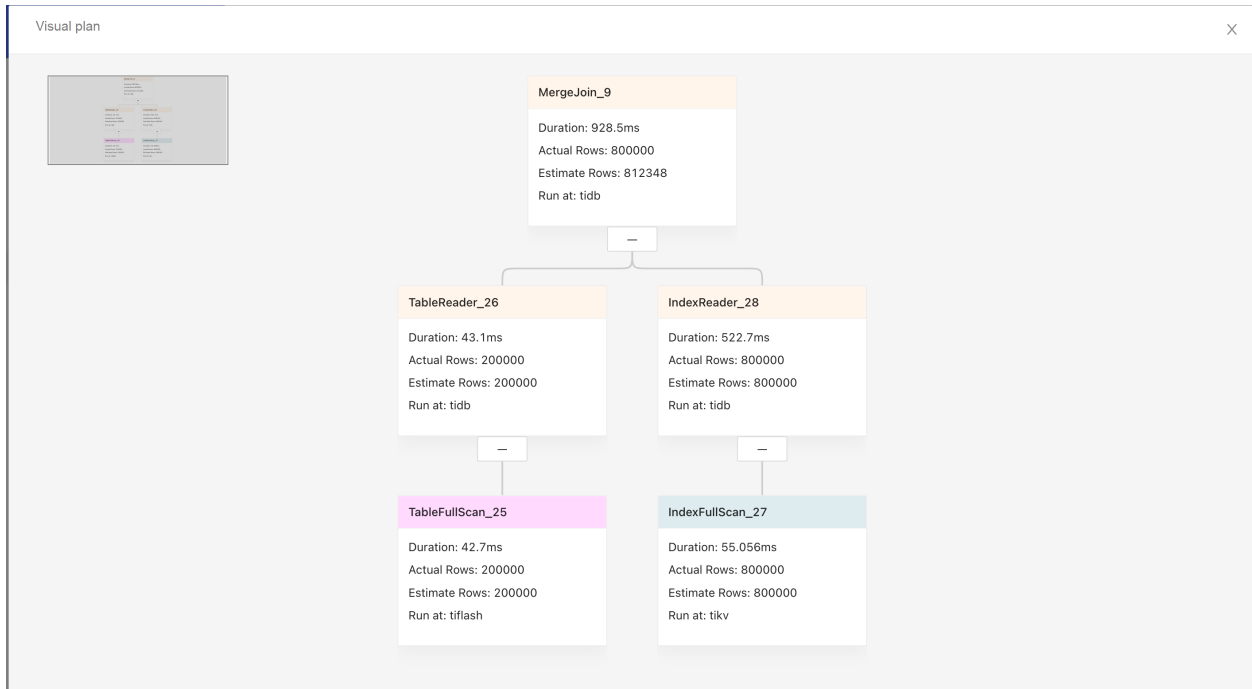 Visual plan
MergeJoin_9
Duration: 928.5ms
Actual Rows: 800000
Estimate Rows: 812348
Run at: tidb
TableReader_26
Duration: 43.1ms
Actual Rows: 200000
Estimate Rows: 200000
Run at: tidb
IndexReader_28
Duration: 522.7ms
Actual Rows: 800000
Estimate Rows: 800000
Run at: tidb
TableFullScan_25
Duration: 42.7ms
Actual Rows: 200000
Estimate Rows: 200000
Run at: tiflash
IndexFullScan_27
Duration: 55.056ms
Actual Rows: 800000
Estimate Rows: 800000
Run at: tikv